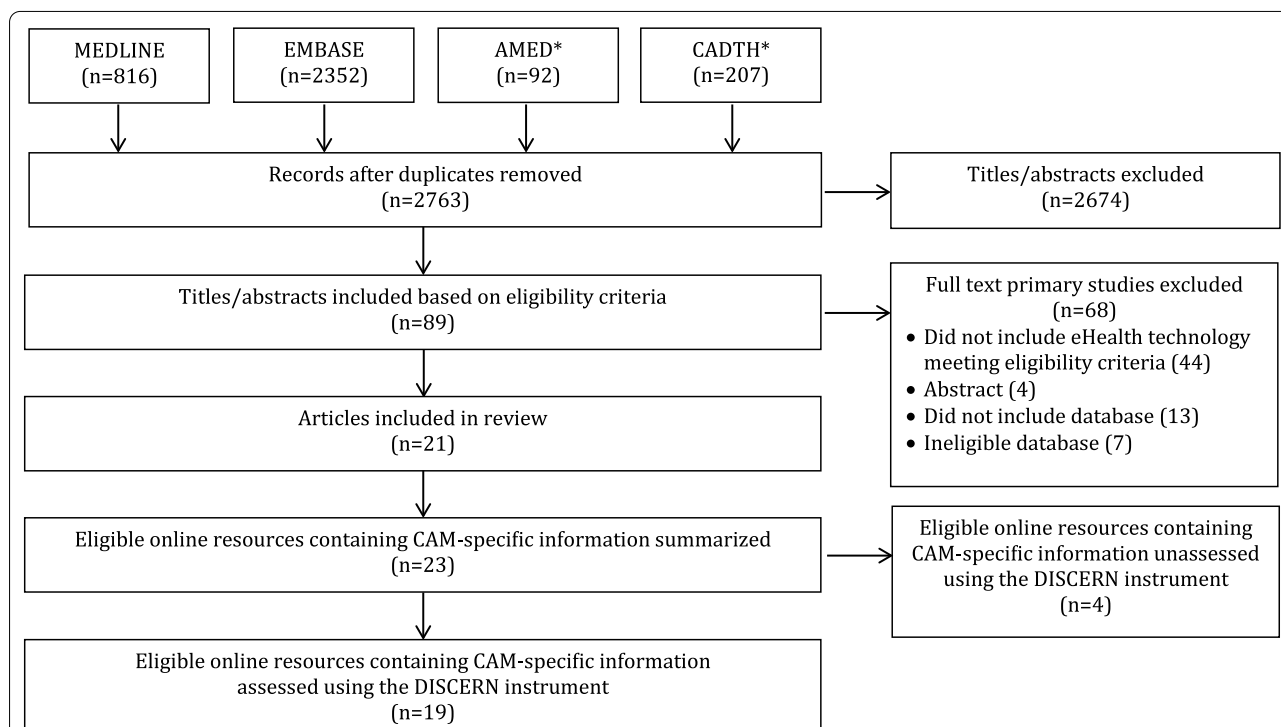 MEDLINE
(n=816)
EMBASE
(n=2352)
AMED*
(n=92)
CADTH*
(n=207)
Records after duplicates removed
(n=2763)
Titles/abstracts excluded
(n=2674)
Titles/abstracts included based on eligibility criteria
(n=89)
Full text primary studies excluded
(n=68)
• Did not include eHealth technology
meeting eligibility criteria (44)
• Abstract (4)
• Did not include database (13)
• Ineligible database (7)
Articles included in review
(n=21)
Eligible online resources containing CAM-specific information summarized
(n=23)
Eligible online resources containing
CAM-specific information unassessed
using the DISCERN instrument
(n=4)
Eligible online resources containing CAM-specific information
assessed using the DISCERN instrument
(n=19)